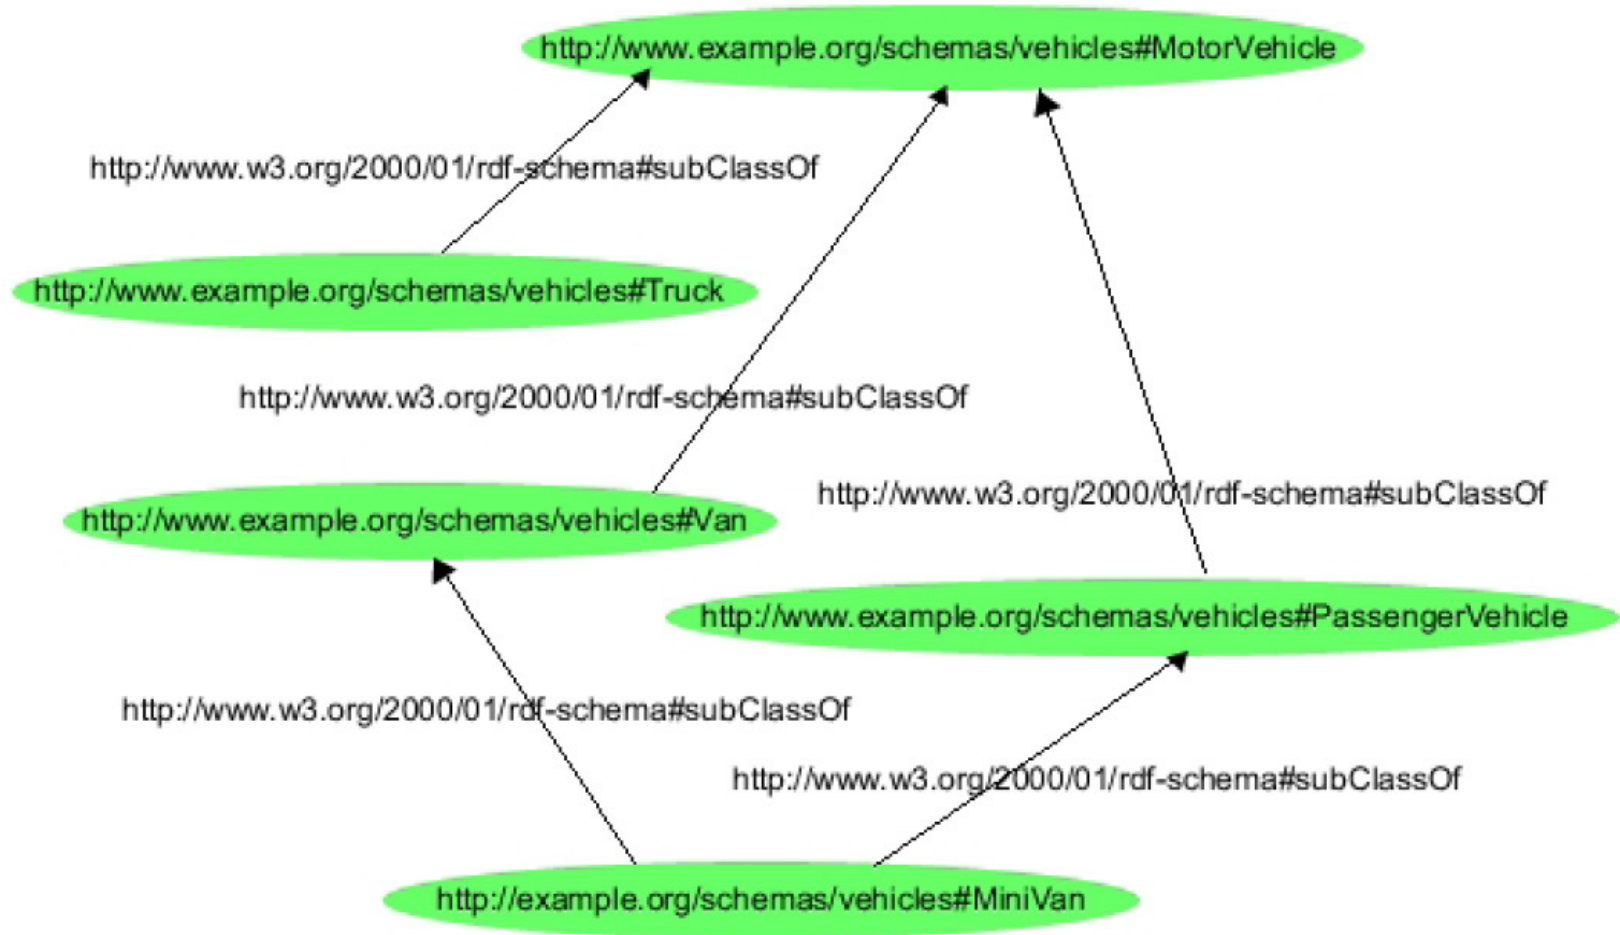 http://www.example.org/schemas/vehicles#MotorVehicle
http://www.w3.org/2000/01/rdf-schema#subClassOf
http://www.example.org/schemas/vehicles#Truck
http://www.w3.org/2000/01/rdf-schema#subClassOf
http://www.w3.org/2000/01/rdf-schema#subClassOf
http://www.example.org/schemas/vehicles#Van
http://www.example.org/schemas/vehicles#PassengerVehicle
http://www.w3.org/2000/01/rdf-schema#subClassOf
http://www.w3.org/2000/01/rdf-schema#subClassOf
http://example.org/schemas/vehicles#MiniVan